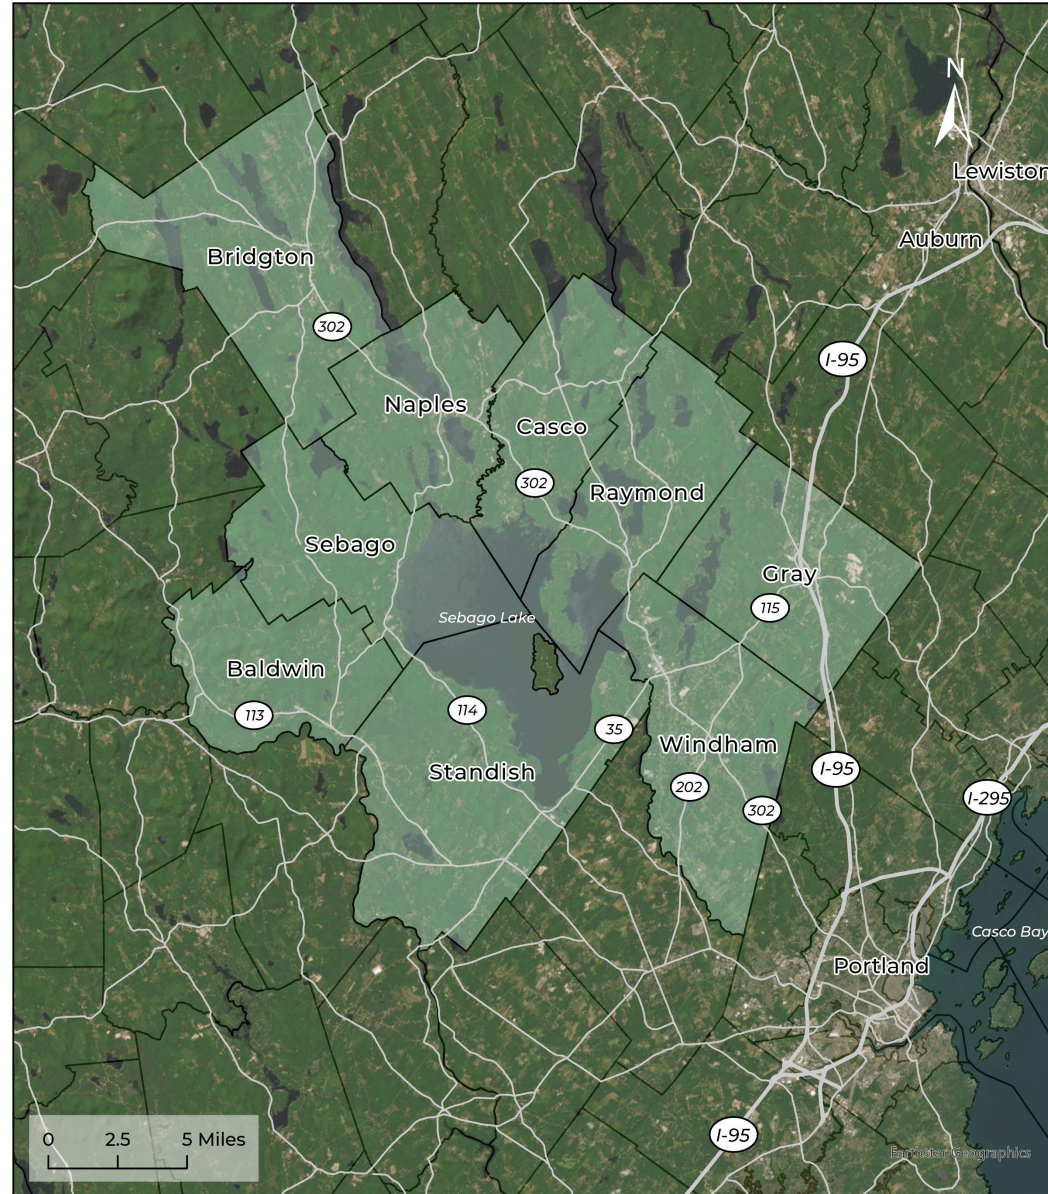 N
Lewiston
Auburn
Bridgton
302
I-95
Naples
Casco
302
Raymond
Sebago
Gray
115
Sebago Lake
Baldwin
113
114
35
Windham
Standish
I-95
202
I-295
302
Casco Bay
Portland
I-95
0 2.5 5 Miles
Earthstar Geographics